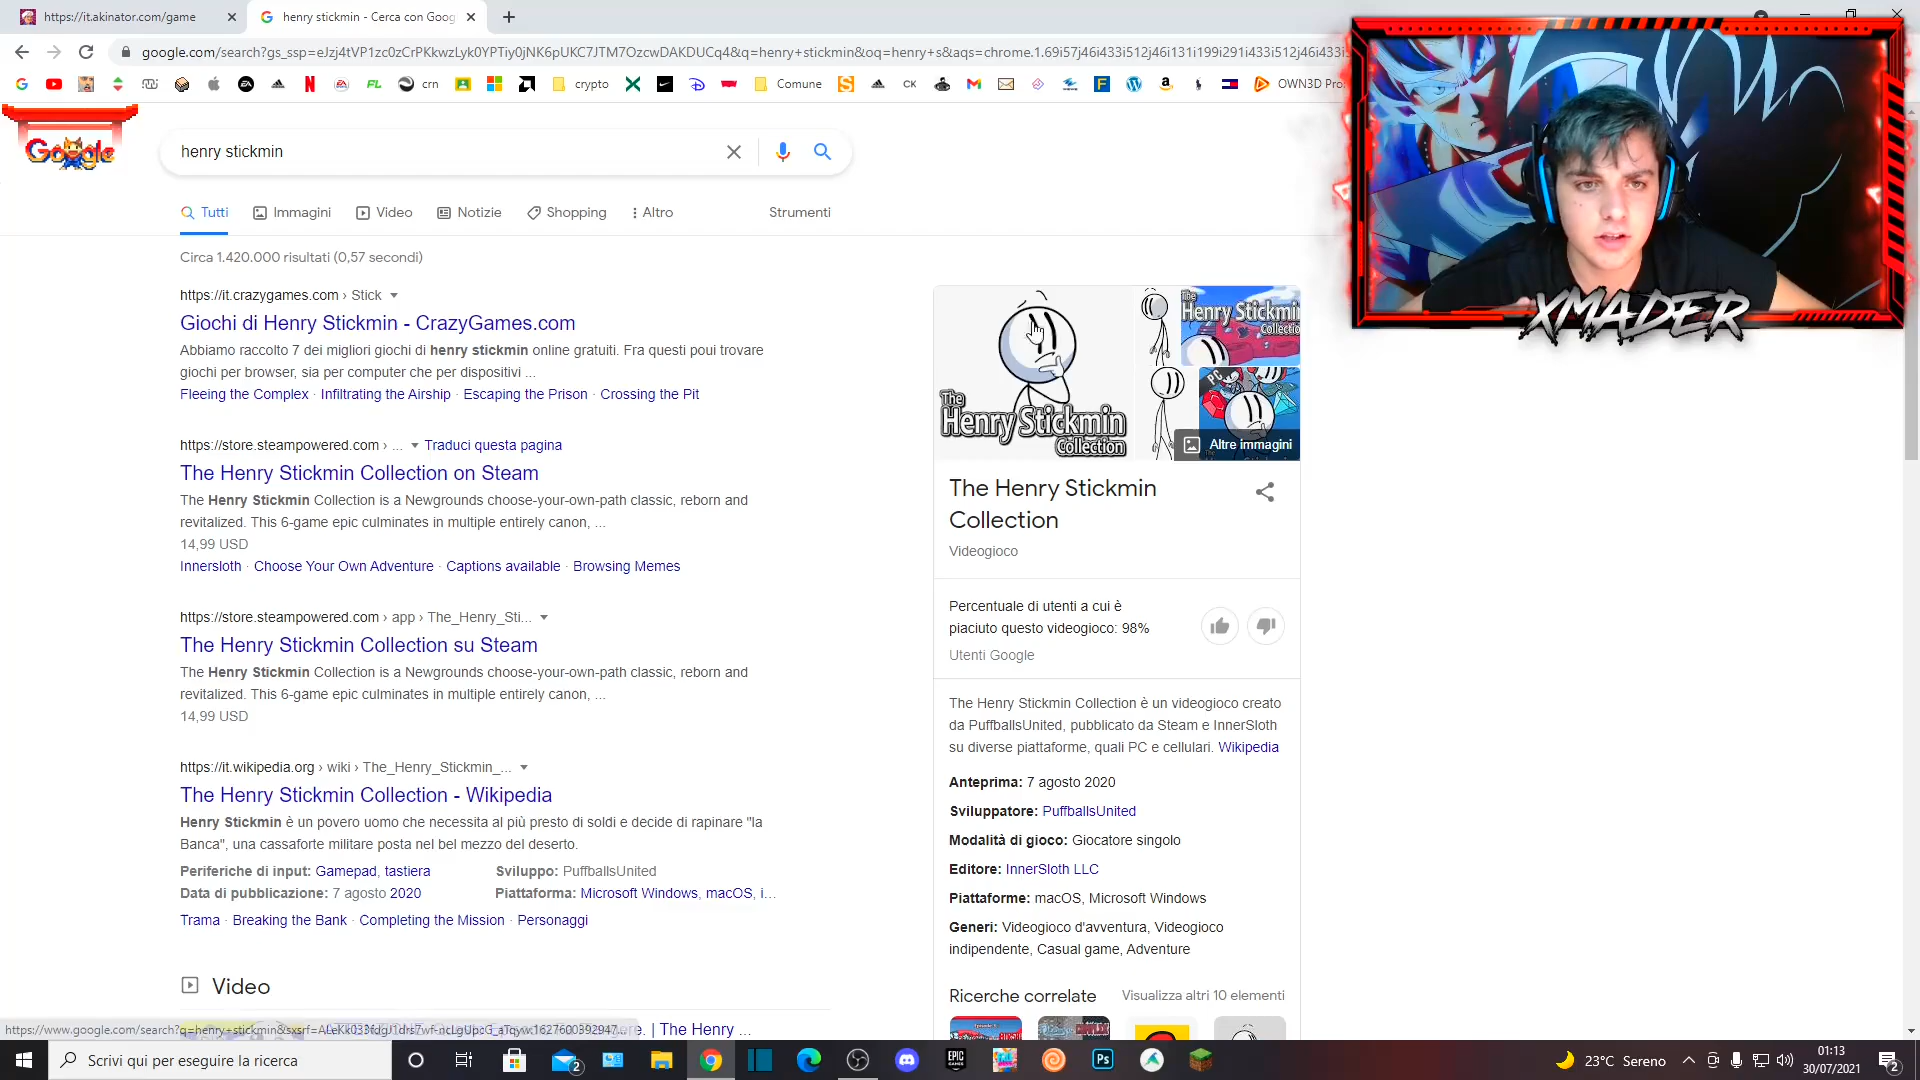 https://it.akinator.com/game
henry stickmin - Cerca con Goog
google.com/search?gs_ssp=eJzj4tVP1zc0zCrPKkwzLyk0YPTiy0jNK6pUKC7JTM7OzcwDAKDUCq4&q=henry+stickmin&oq=henry+s&aqs=chrome.1.69i57j46i433i512j46i131i199i291i433i512j46i433i5
crn
crypto
Comune
CK
OWN3D Pro
Google
henry stickmin
Tutti
Immagini
Video
Notizie
Shopping
Altro
Strumenti
Circa 1.420.000 risultati (0,57 secondi)
https://it.crazygames.com › Stick
Giochi di Henry Stickmin - CrazyGames.com
Abbiamo raccolto 7 dei migliori giochi di henry stickmin online gratuiti. Fra questi poui trovare
giochi per browser, sia per computer che per dispositivi ...
Fleeing the Complex · Infiltrating the Airship · Escaping the Prison · Crossing the Pit
https://store.steampowered.com › ... Traduci questa pagina
The Henry Stickmin Collection on Steam
The Henry Stickmin Collection is a Newgrounds choose-your-own-path classic, reborn and
revitalized. This 6-game epic culminates in multiple entirely canon, ...
14,99 USD
Innersloth · Choose Your Own Adventure · Captions available · Browsing Memes
https://store.steampowered.com › app › The_Henry_Sti...
The Henry Stickmin Collection su Steam
The Henry Stickmin Collection is a Newgrounds choose-your-own-path classic, reborn and
revitalized. This 6-game epic culminates in multiple entirely canon, ...
14,99 USD
https://it.wikipedia.org › wiki › The_Henry_Stickmin_...
The Henry Stickmin Collection - Wikipedia
Henry Stickmin è un povero uomo che necessita al più presto di soldi e decide di rapinare "la
Banca", una cassaforte militare posta nel bel mezzo del deserto.
Periferiche di input: Gamepad, tastiera
Sviluppo: PuffballsUnited
Data di pubblicazione: 7 agosto 2020
Piattaforma: Microsoft Windows, macOS, i...
Trama · Breaking the Bank · Completing the Mission · Personaggi
Video
The Henry ...
The
Henry Stickmin
Collection
The
Henry Stickmin
Collectio
PC
Altre immagini
The Henry Stickmin
Collection
Videogioco
Percentuale di utenti a cui è
piaciuto questo videogioco: 98%
Utenti Google
The Henry Stickmin Collection è un videogioco creato
da PuffballsUnited, pubblicato da Steam e InnerSloth
su diverse piattaforme, quali PC e cellulari. Wikipedia
Anteprima: 7 agosto 2020
Sviluppatore: PuffballsUnited
Modalità di gioco: Giocatore singolo
Editore: InnerSloth LLC
Piattaforme: macOS, Microsoft Windows
Generi: Videogioco d'avventura, Videogioco
indipendente, Casual game, Adventure
Ricerche correlate
Visualizza altri 10 elementi
XMADER
Scrivi qui per eseguire la ricerca
2
EPIC
GAMES
Ps
23°C Sereno
01:13
30/07/2021
2